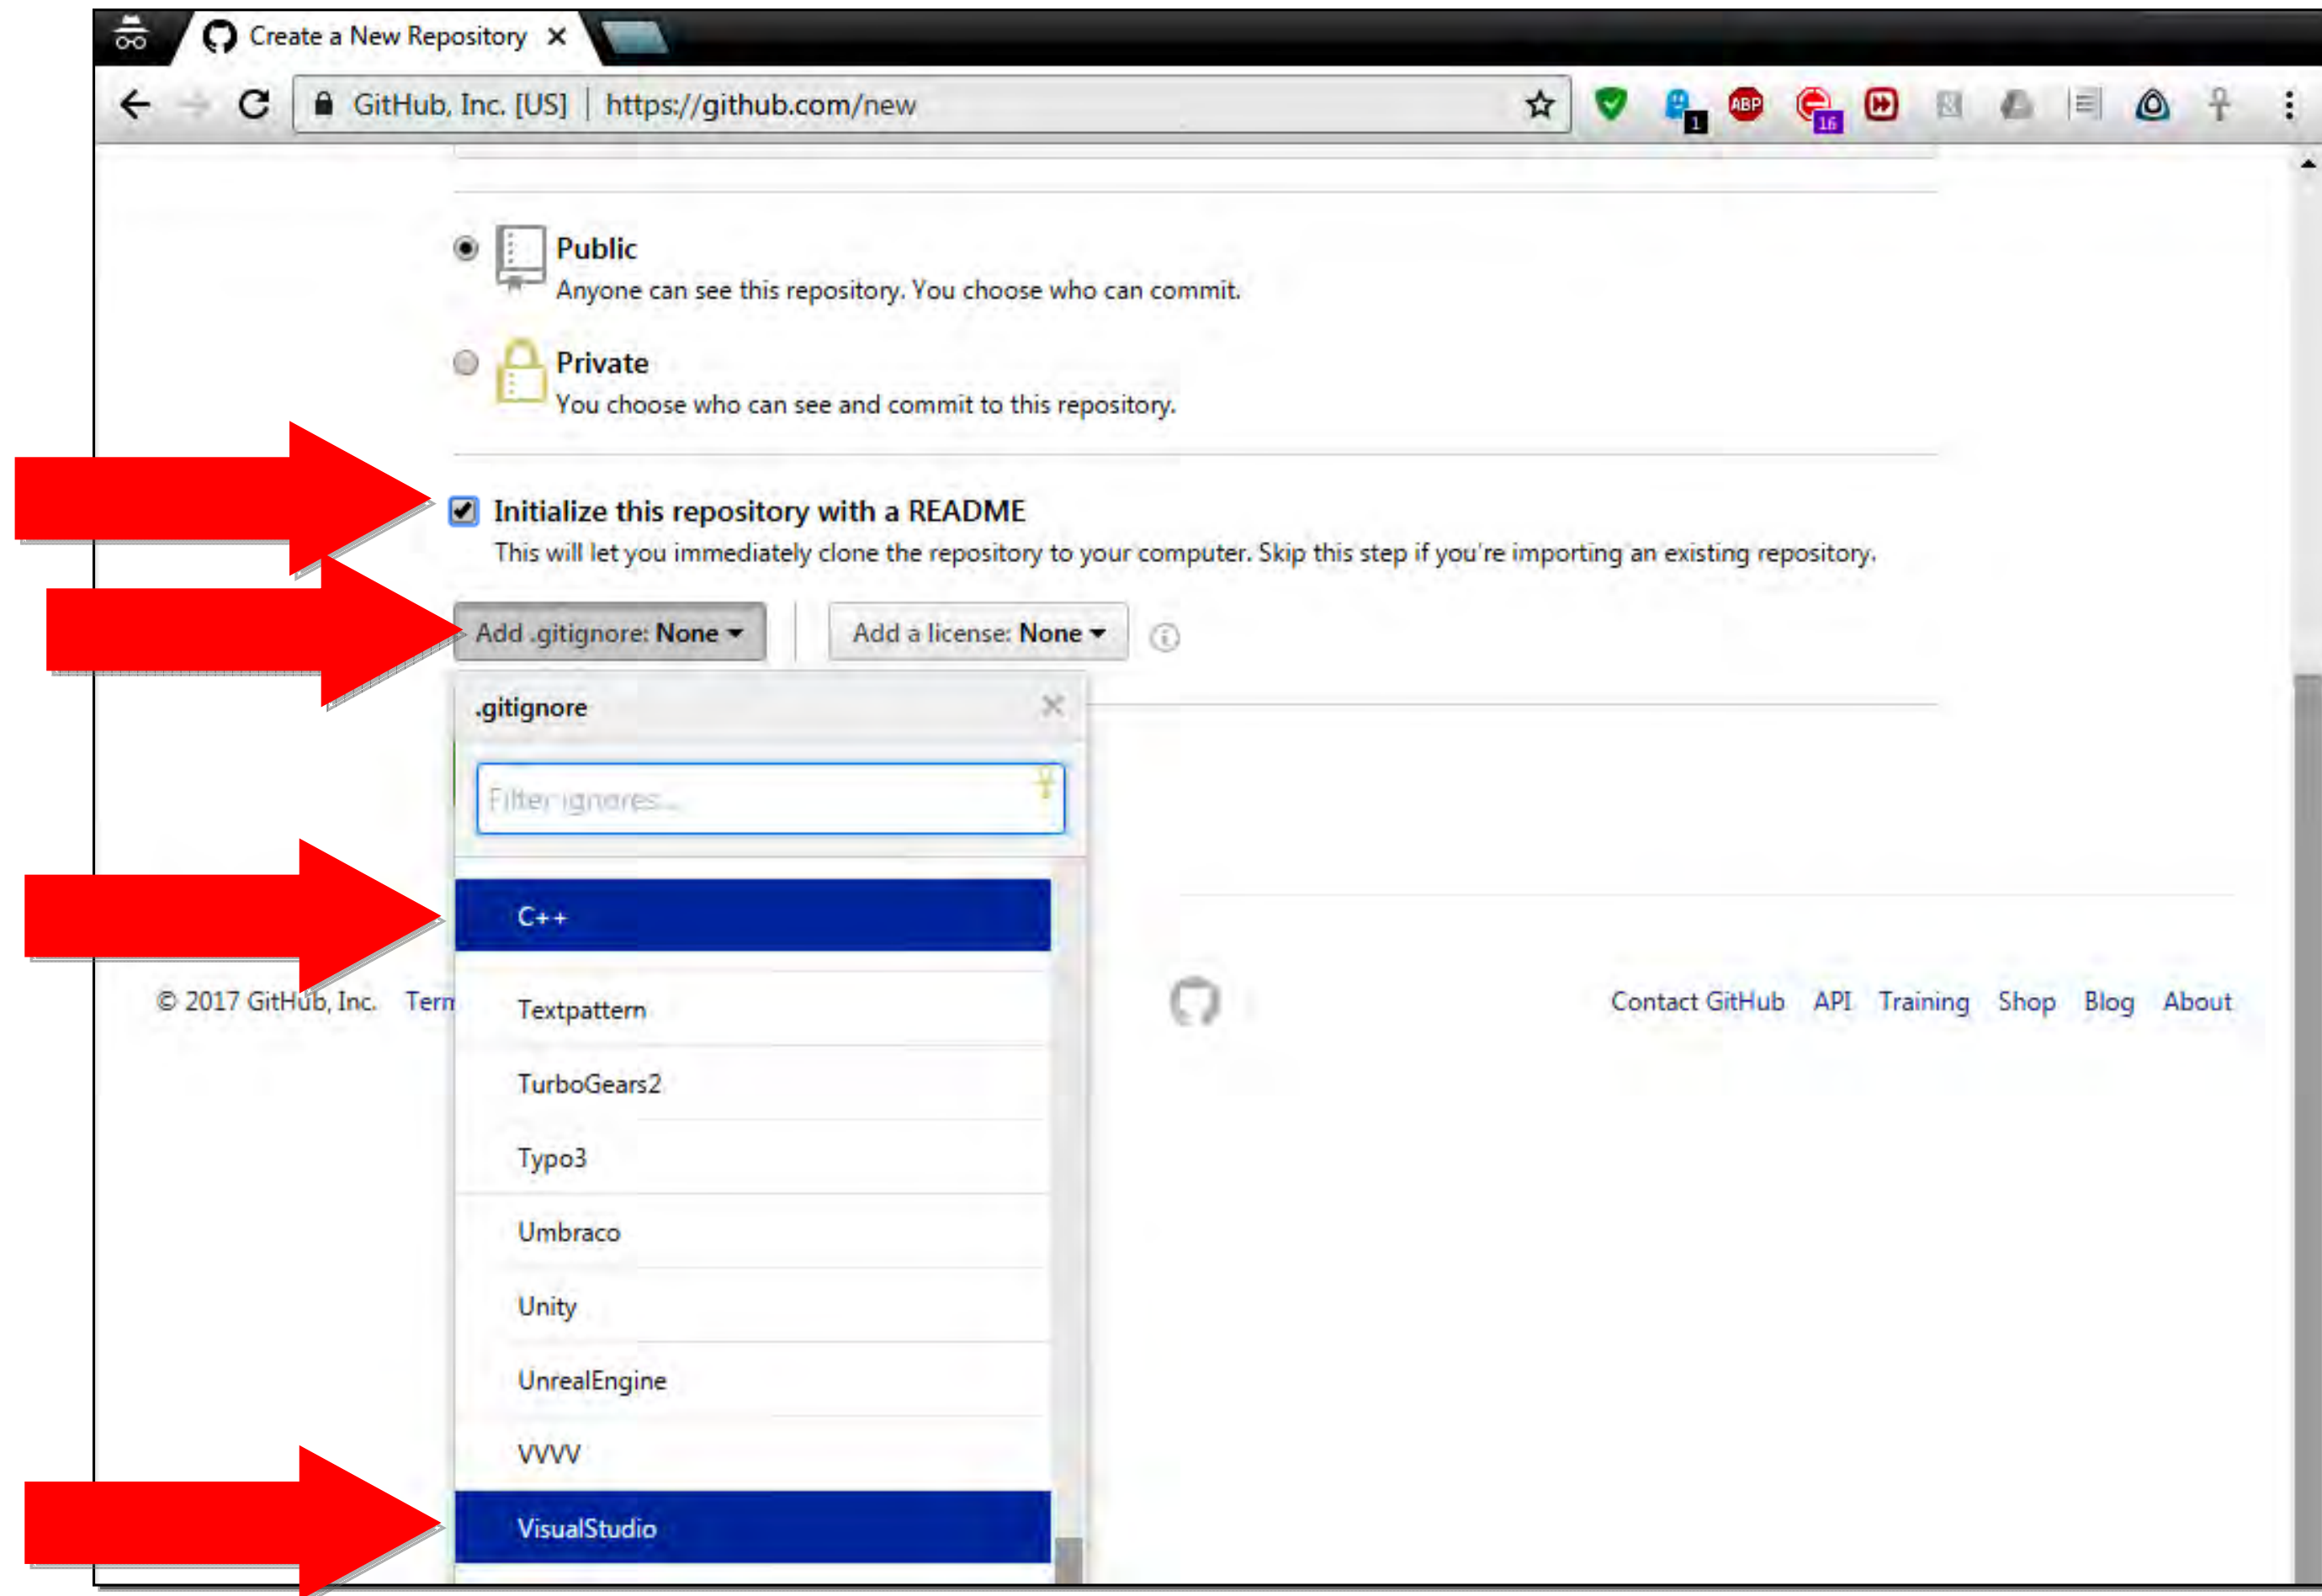 Create a New Repository ×
GitHub, Inc. [US] | https://github.com/new
1
ABP
16
Public
Anyone can see this repository. You choose who can commit.
Private
You choose who can see and commit to this repository.
Initialize this repository with a README
This will let you immediately clone the repository to your computer. Skip this step if you're importing an existing repository.
Add .gitignore: None
Add a license: None
.gitignore
Filter ignores...
C++
© 2017 GitHub, Inc. Term
Contact GitHub API Training Shop Blog About
Textpattern
TurboGears2
Typo3
Umbraco
Unity
UnrealEngine
VVVV
VisualStudio